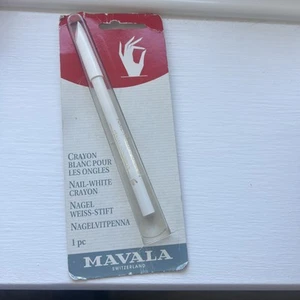 CRAYON
BLANC POUR
LES ONGLES
NAIL-WHITE
CRAYON
NAGEL
WEISS-STIFT
NAGELVITPENNA
1 pc
MAVALA
SWITZERLAND